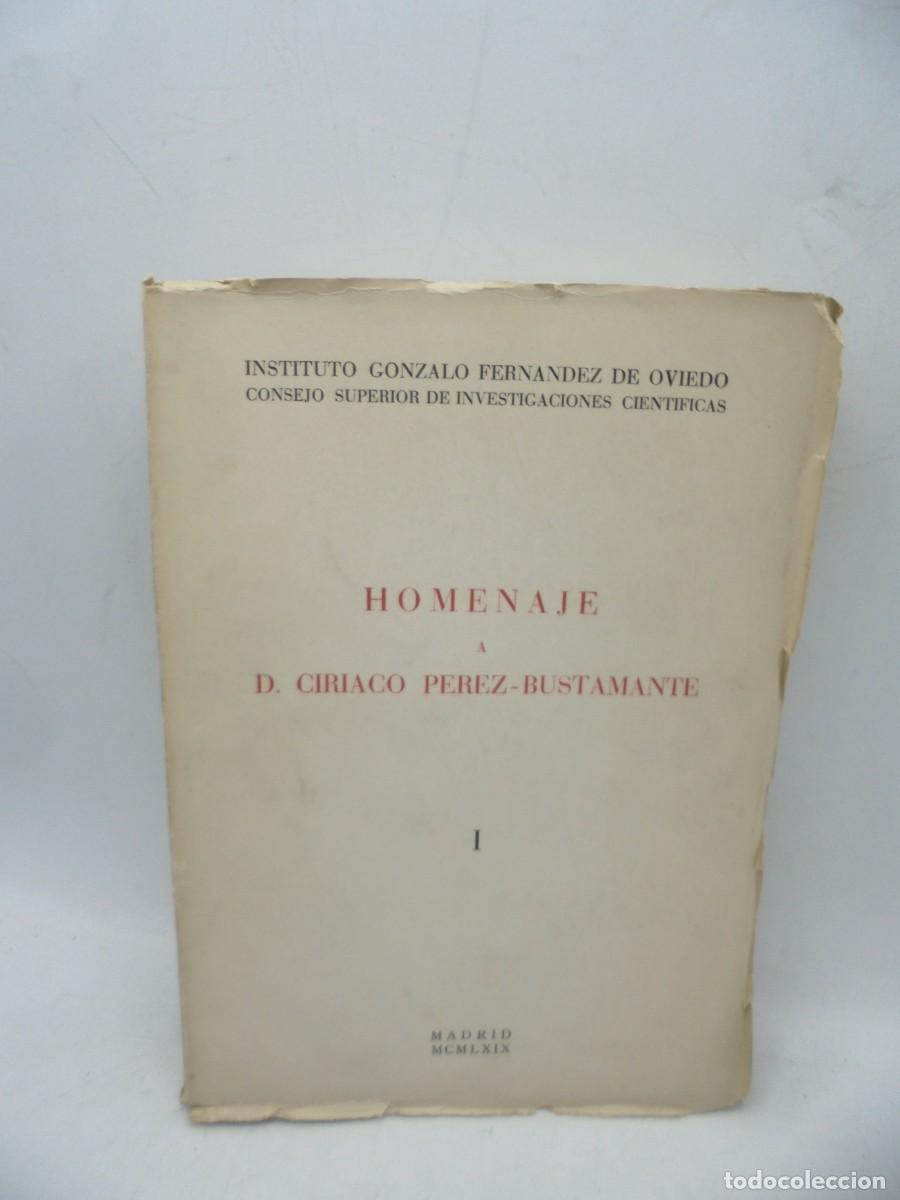 INSTITUTO GONZALO FERNANDEZ DE OVIEDO
CONSEJO SUPERIOR DE INVESTIGACIONES CIENTIFICAS
HOMENAJE
A
D. CIRIACO PEREZ-BUSTAMANTE
I
MADRID
MCMLXIX
todocoleccion